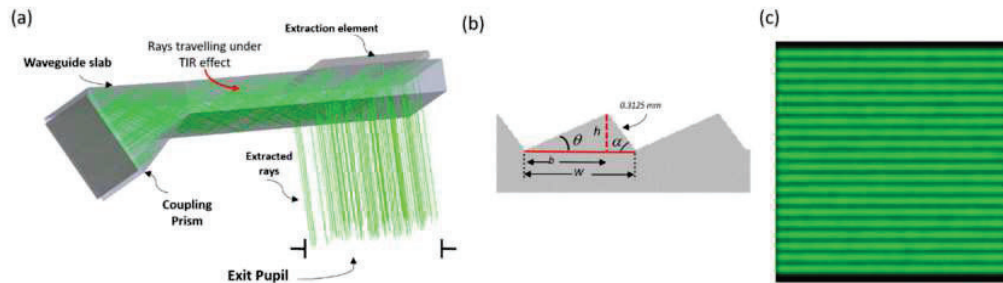 (a)
Extraction element
Rays travelling under
TIR effect
Waveguide slab
Extracted
rays
Coupling
Prism
Exit Pupil
(b)
0.3125 mm
h
θ
α
b
W
(c)